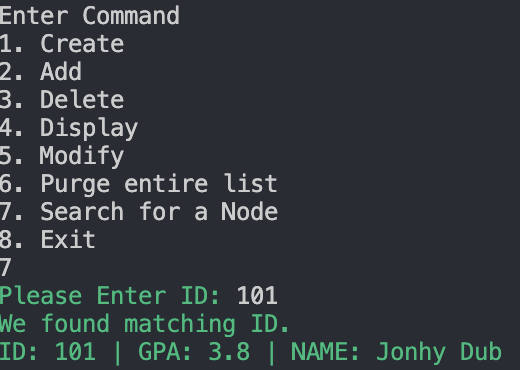 Enter Command
1. Create
2. Add
3. Delete
4. Display
5. Modify
6. Purge entire list
7. Search for a Node
8. Exit
7
Please Enter ID: 101
We found matching ID.
ID: 101 | GPA: 3.8 | NAME: Jonhy Dub